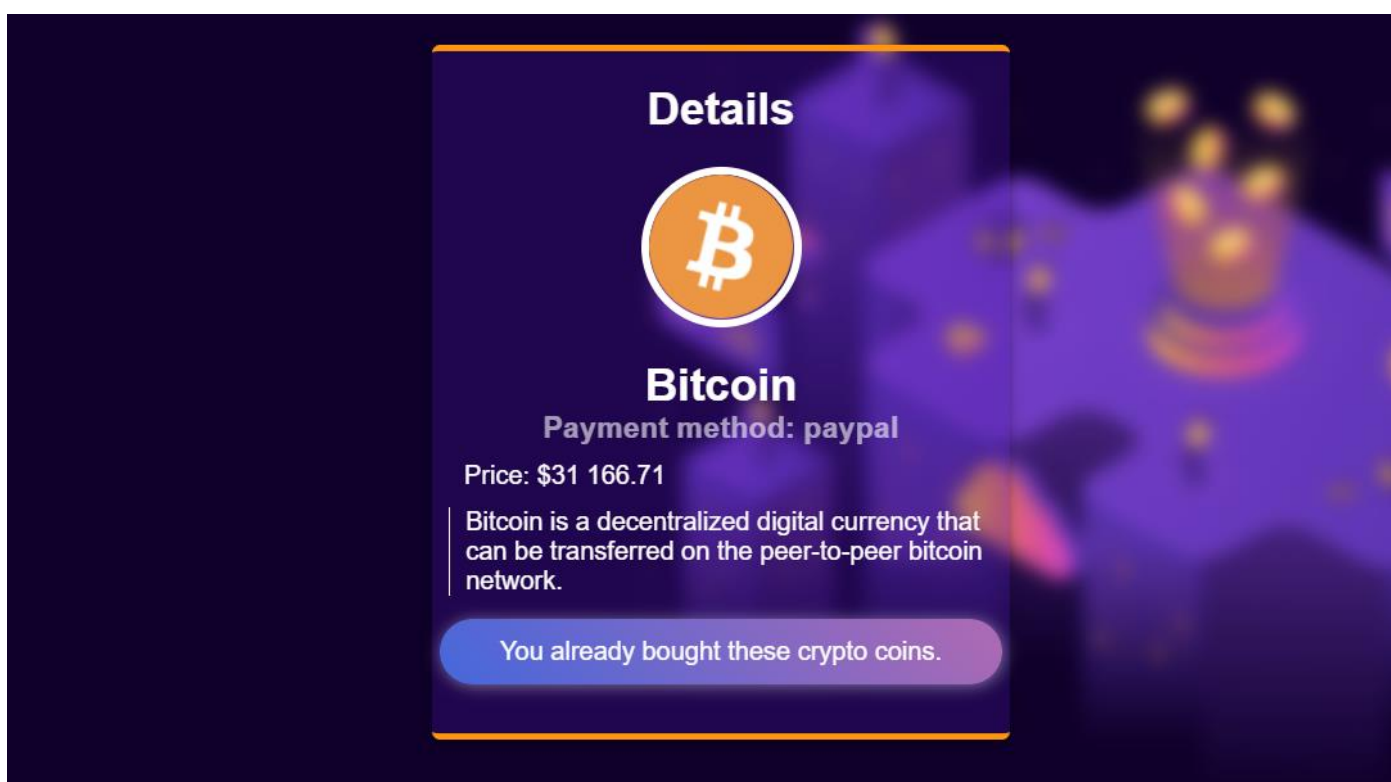 Details
Bitcoin
Payment method: paypal
Price: $31 166.71
Bitcoin is a decentralized digital currency that
can be transferred on the peer-to-peer bitcoin
network.
You already bought these crypto coins.